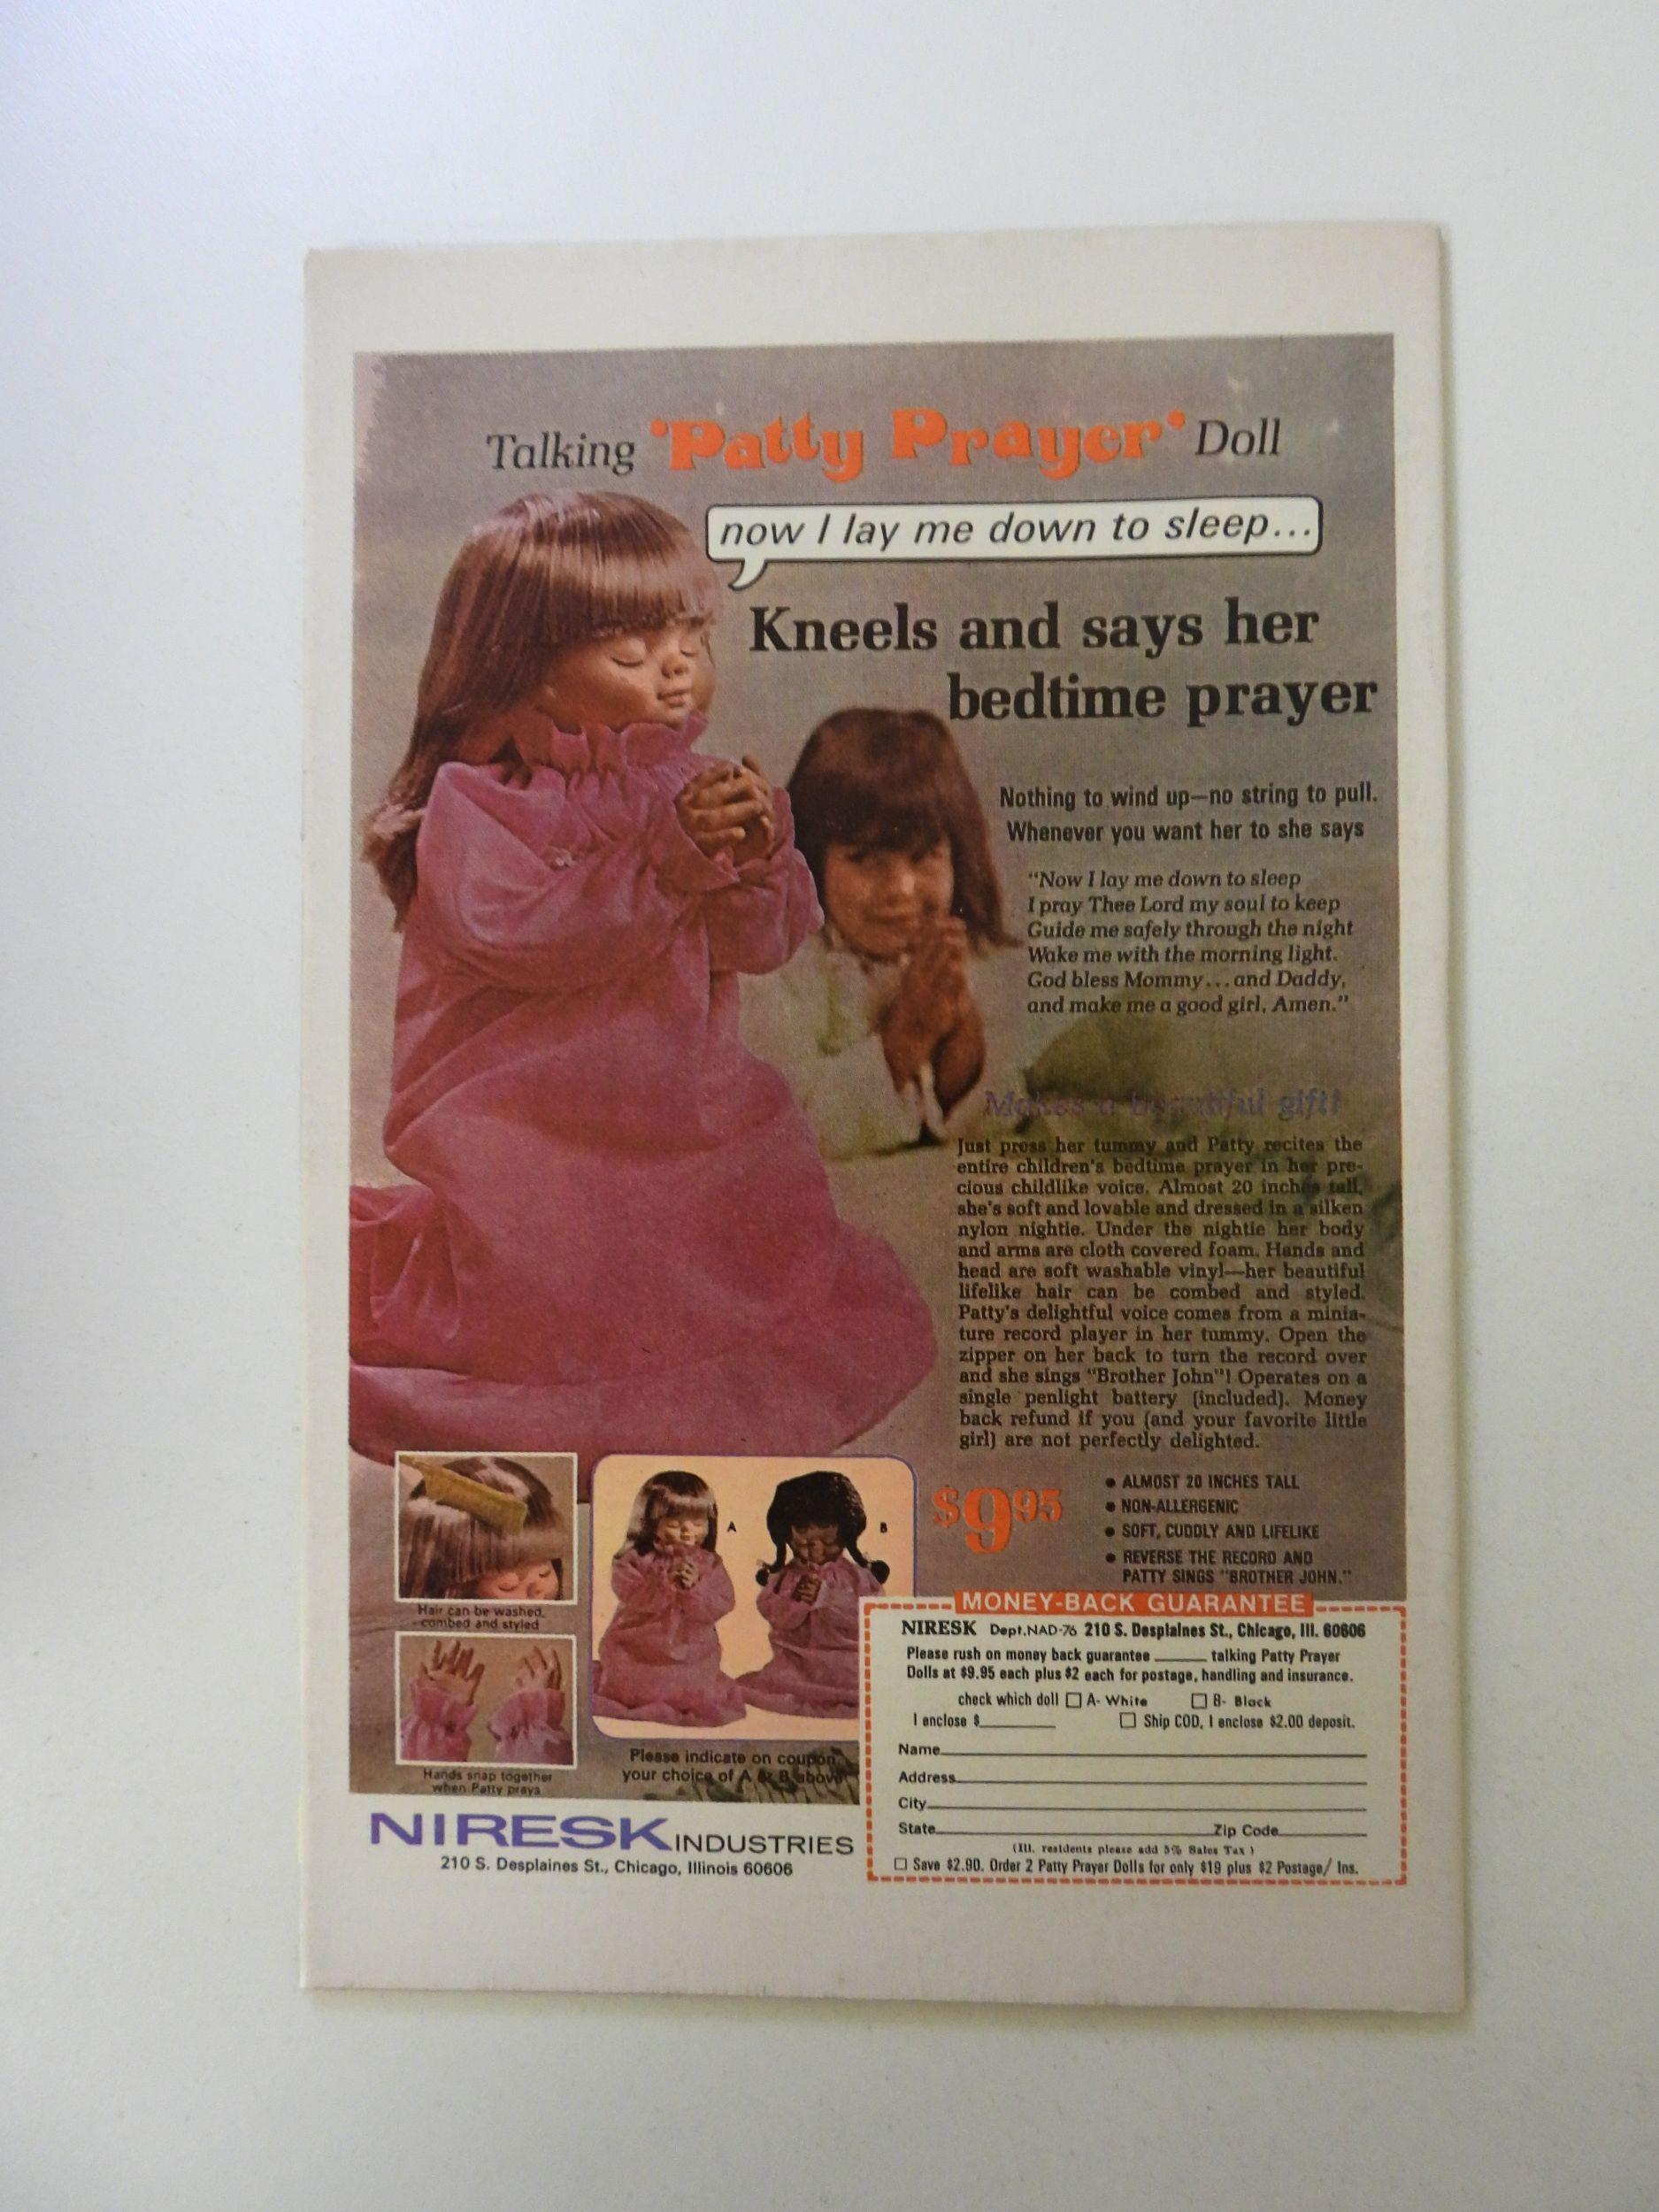 Talking 'Patty Prayer' Doll
now I lay me down to sleep...
Kneels and says her
bedtime prayer
Nothing to wind up—no string to pull.
Whenever you want her to she says
"Now I lay me down to sleep
I pray Thee Lord my soul to keep
Guide me safely through the night
Wake me with the morning light.
God bless Mommy...and Daddy,
and make me a good girl, Amen."
Makes a beautiful gift!
Just press her tummy and Patty recites the
entire children's bedtime prayer in her pre-
cious childlike voice. Almost 20 inches tall,
she's soft and lovable and dressed in a silken
nylon nightie. Under the nightie her body
and arms are cloth covered foam. Hands and
head are soft washable vinyl—her beautiful
lifelike hair can be combed and styled.
Patty's delightful voice comes from a minia-
ture record player in her tummy. Open the
zipper on her back to turn the record over
and she sings "Brother John"! Operates on a
single penlight battery (included). Money
back refund if you (and your favorite little
girl) are not perfectly delighted.
$9 95
• ALMOST 20 INCHES TALL
• NON-ALLERGENIC
• SOFT, CUDDLY AND LIFELIKE
• REVERSE THE RECORD AND
PATTY SINGS "BROTHER JOHN."
Hair can be washed,
combed and styled
Hands snap together
when Patty prays
A
B
Please indicate on coupon
your choice of A or B above
NIRESK INDUSTRIES
210 S. Desplaines St., Chicago, Illinois 60606
MONEY-BACK GUARANTEE
NIRESK Dept.NAD-76 210 S. Desplaines St., Chicago, Ill. 60606
Please rush on money back guarantee ______ talking Patty Prayer
Dolls at $9.95 each plus $2 each for postage, handling and insurance.
check which doll □ A- White □ B- Black
I enclose $________ □ Ship COD, I enclose $2.00 deposit.
Name
Address
City
State Zip Code
(Ill. residents please add 5% Sales Tax )
□ Save $2.90. Order 2 Patty Prayer Dolls for only $19 plus $2 Postage/ Ins.